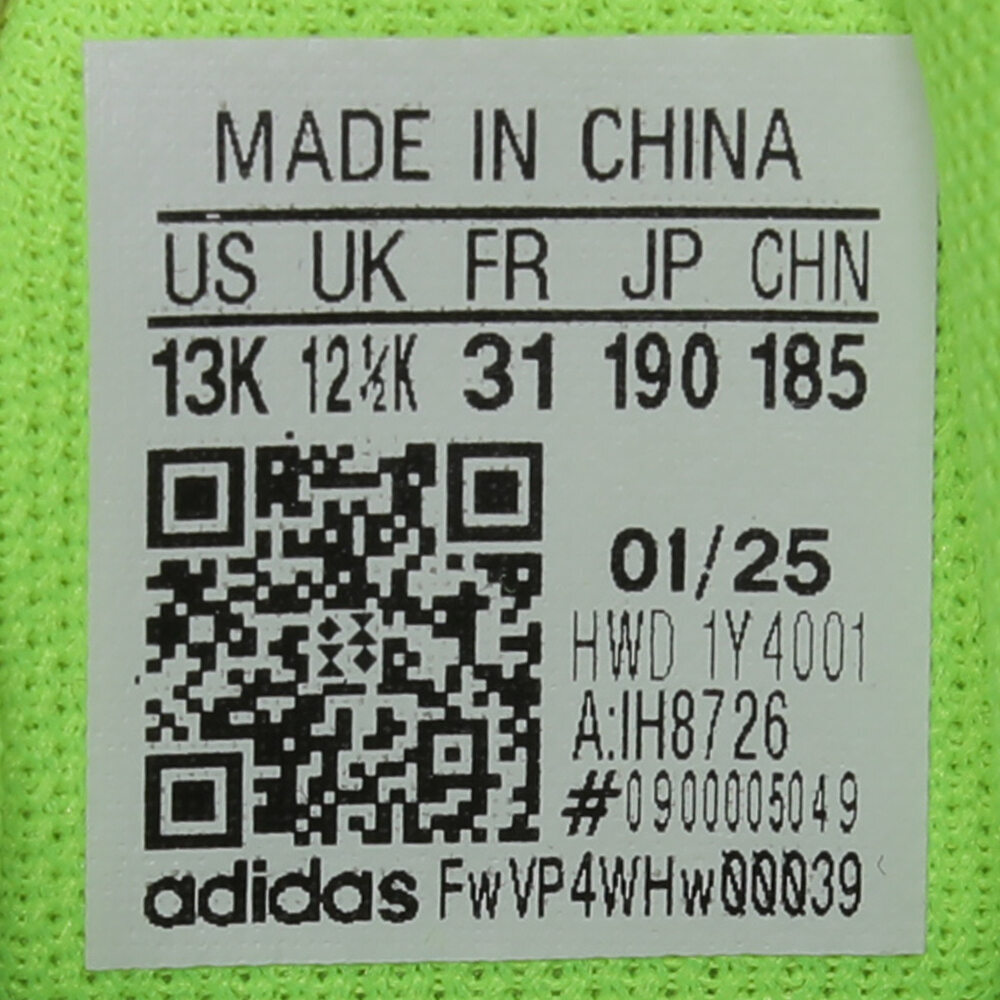 MADE IN CHINA
US UK FR JP CHN
13K 12½K 31 190 185
01/25
HWD 1Y4001
A:IH8726
#0900005049
adidas FwVP4WHw00039